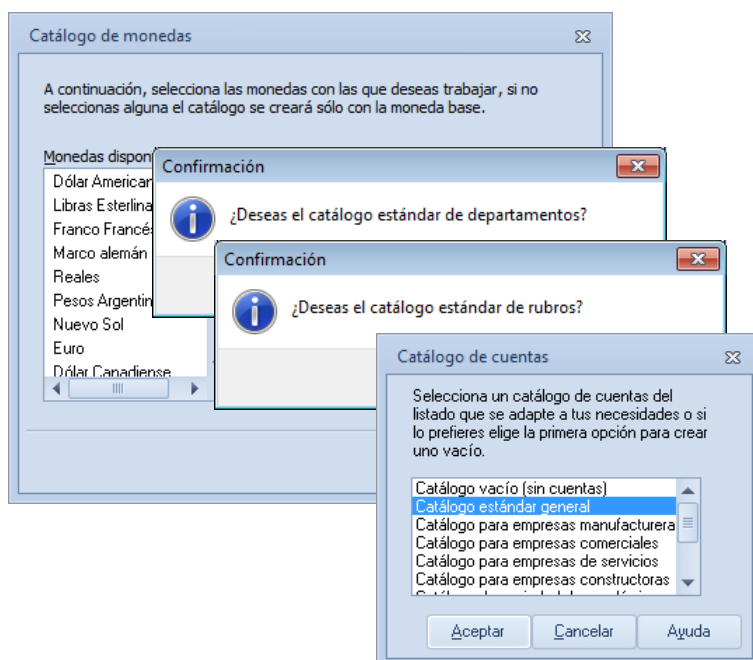 Catálogo de monedas
A continuación, selecciona las monedas con las que deseas trabajar, si no
seleccionas alguna el catálogo se creará sólo con la moneda base.
Monedas
Dólar
Libras Esterlina
Franco
Marco alemán
Reales
Pesos
Nuevo Sol
Euro
Dólar Canadiense
Confirmación
¿Deseas el catálogo estándar de departamentos?
Confirmación
¿Deseas el catálogo estándar de rubros?
Catálogo de cuentas
Selecciona un catálogo de cuentas del
listado que se adapte a tus necesidades o si
lo prefieres elige la primera opción para crear
uno vacío.
Catálogo vacío (sin cuentas)
Catálogo estándar general
Catálogo para empresas manufacturera
Catálogo para empresas comerciales
Catálogo para empresas de servicios
Catálogo para empresas constructoras
Aceptar
Cancelar
Ayuda